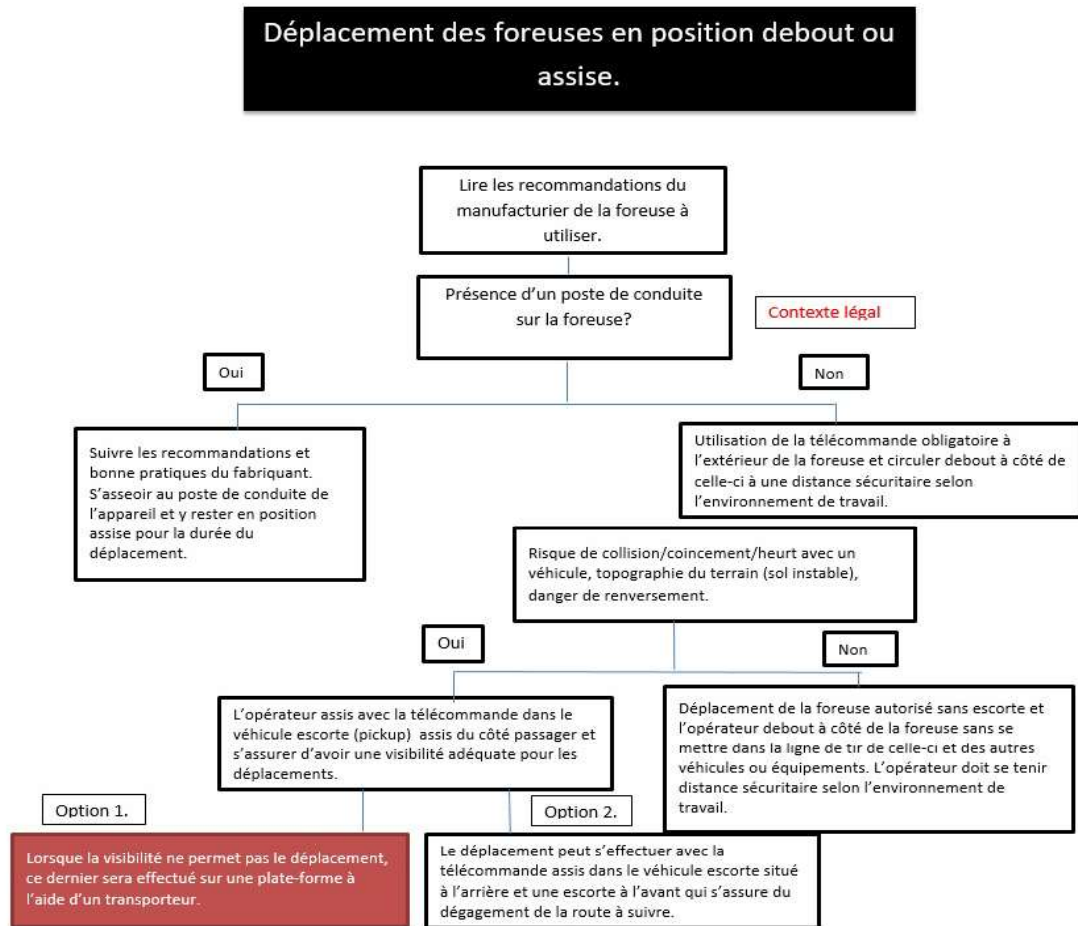 Déplacement des foreuses en position debout ou
assise.
Lire les recommandations du
manufacturier de la foreuse à
utiliser.
Présence d'un poste de conduite
sur la foreuse?
Contexte légal
Oui
Non
Suivre les recommandations et
bonne pratiques du fabriquant.
S'asseoir au poste de conduite de
l'appareil et y rester en position
assise pour la durée du
déplacement.
Utilisation de la télécommande obligatoire à
l'extérieur de la foreuse et circuler debout à côté de
celle-ci à une distance sécuritaire selon
l'environnement de travail.
Risque de collision/coincement/heurt avec un
véhicule, topographie du terrain (sol instable),
danger de renversement.
Oui
Non
L'opérateur assis avec la télécommande dans le
véhicule escorte (pickup) assis du côté passager et
s'assurer d'avoir une visibilité adéquate pour les
déplacements.
Déplacement de la foreuse autorisé sans escorte et
l'opérateur debout à côté de la foreuse sans se
mettre dans la ligne de tir de celle-ci et des autres
véhicules ou équipements. L'opérateur doit se tenir
distance sécuritaire selon l'environnement de
travail.
Option 1.
Option 2.
Lorsque la visibilité ne permet pas le déplacement,
ce dernier sera effectué sur une plate-forme à
l'aide d'un transporteur.
Le déplacement peut s'effectuer avec la
télécommande assis dans le véhicule escorte situé
à l'arrière et une escorte à l'avant qui s'assure du
dégagement de la route à suivre.